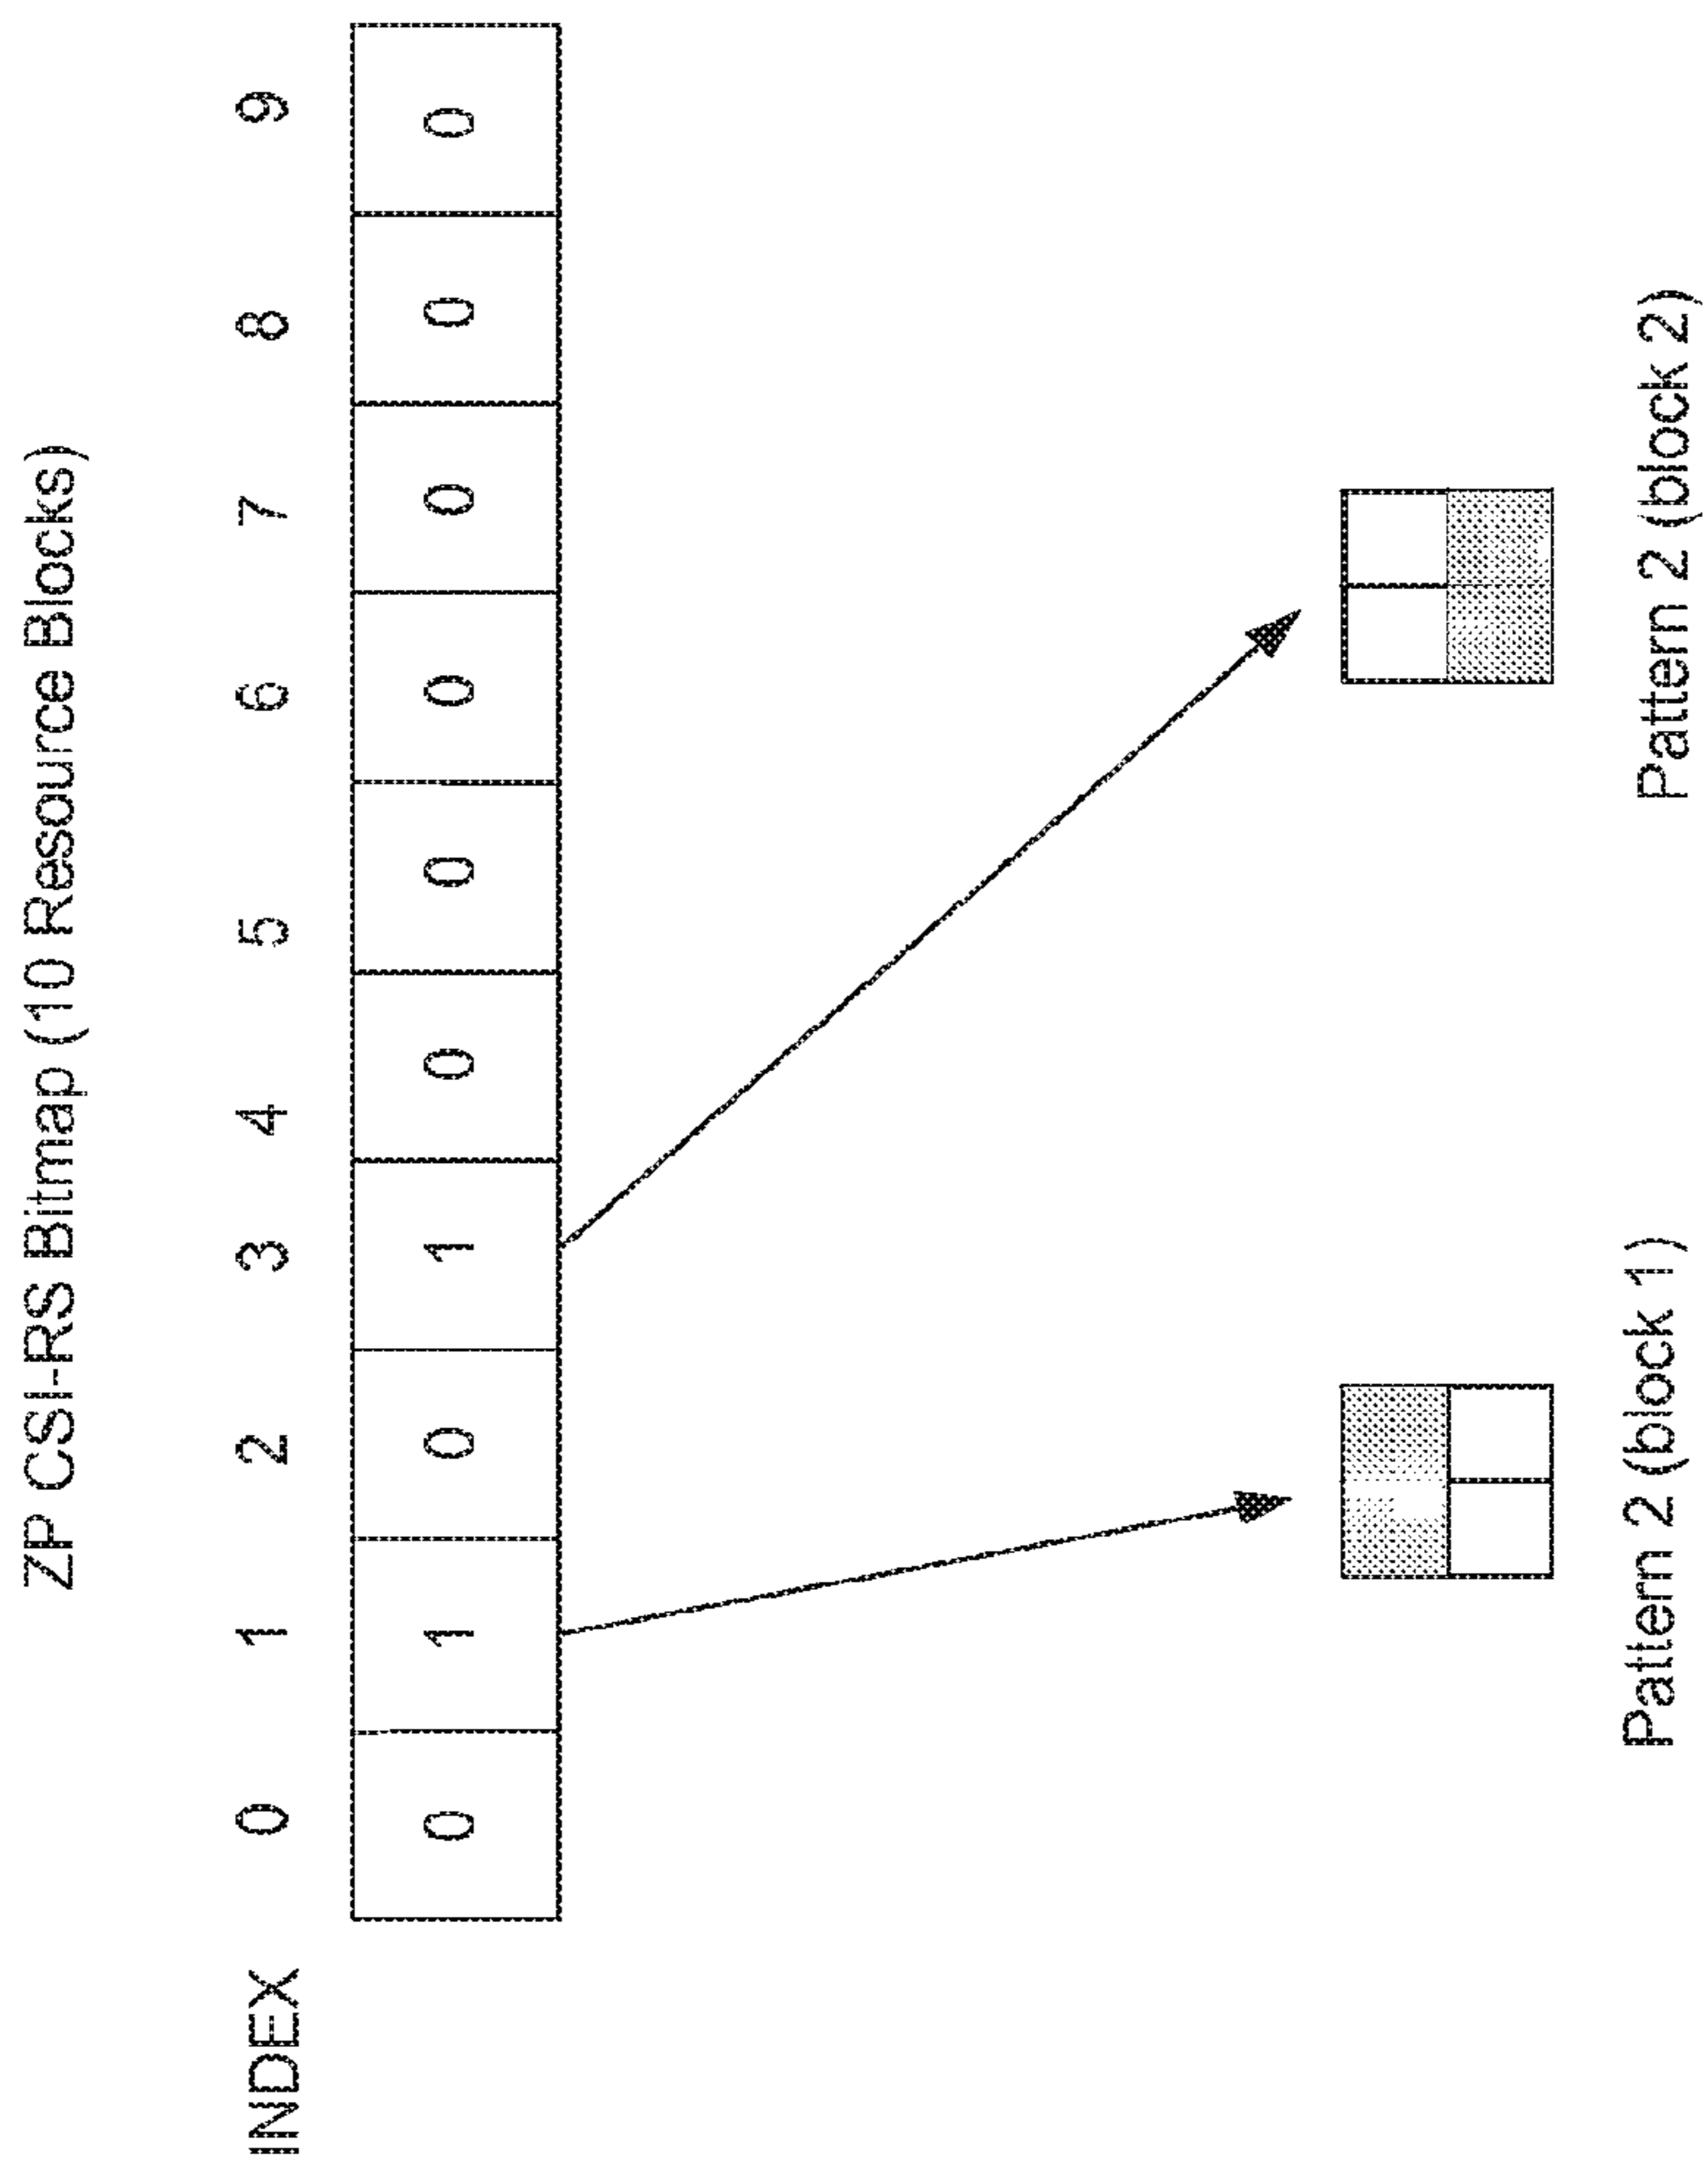 ZP CSI-RS Bitmap (10 Resource Blocks)
INDEX 0 1 2 3 4 5 6 7 8 9
0 1 0 1 0 0 0 0 0 0
Pattern 2 (block 1)
Pattern 2 (block 2)